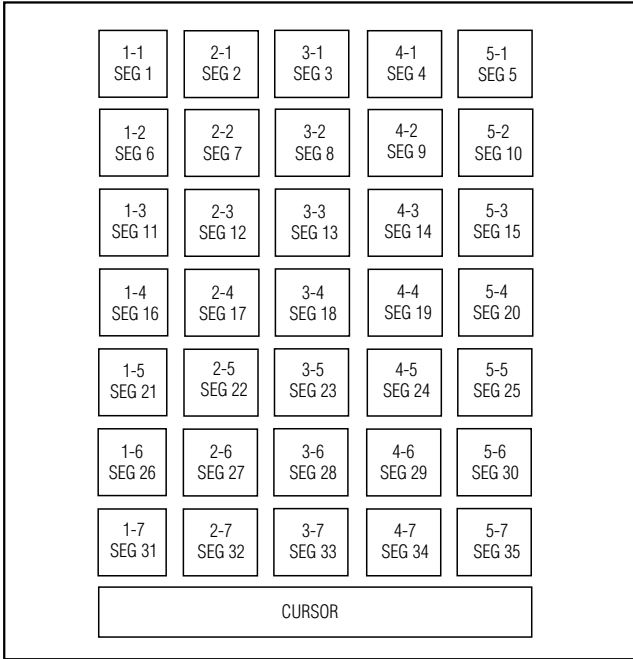 1-1 2-1 3-1 4-1 5-1
SEG 1 SEG 2 SEG 3 SEG 4 SEG 5
1-2 2-2 3-2 4-2 5-2
SEG 6 SEG 7 SEG 8 SEG 9 SEG 10
1-3 2-3 3-3 4-3 5-3
SEG 11 SEG 12 SEG 13 SEG 14 SEG 15
1-4 2-4 3-4 4-4 5-4
SEG 16 SEG 17 SEG 18 SEG 19 SEG 20
1-5 2-5 3-5 4-5 5-5
SEG 21 SEG 22 SEG 23 SEG 24 SEG 25
1-6 2-6 3-6 4-6 5-6
SEG 26 SEG 27 SEG 28 SEG 29 SEG 30
1-7 2-7 3-7 4-7 5-7
SEG 31 SEG 32 SEG 33 SEG 34 SEG 35
CURSOR